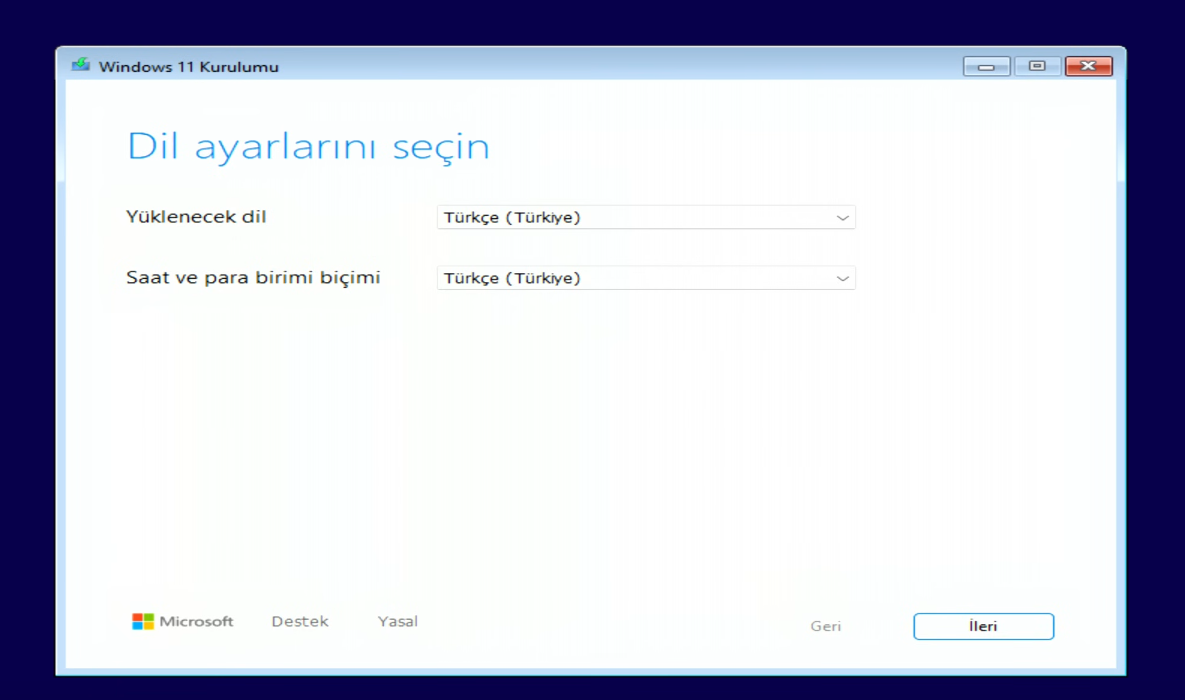 Windows 11 Kurulumu
Dil ayarlarını seçin
Yüklenecek dil
Türkçe (Türkiye)
Saat ve para birimi biçimi
Türkçe (Türkiye)
Microsoft Destek Yasal
Geri İleri